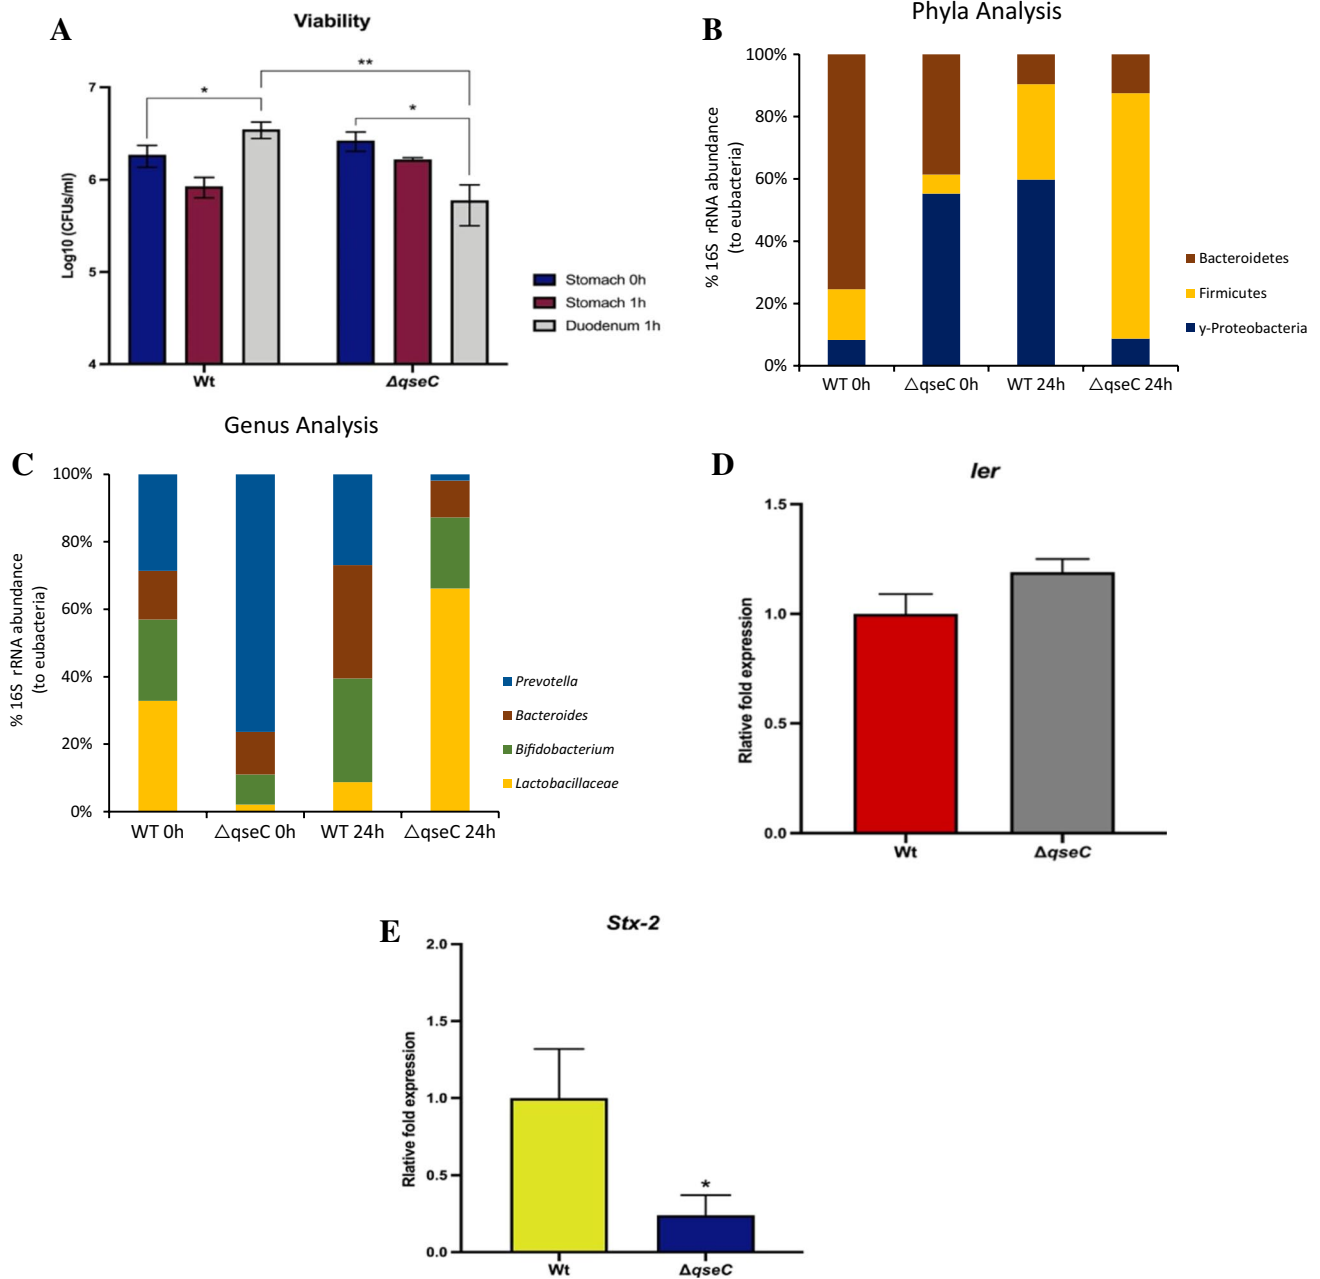 A
Viability
**
*
*
7
6
5
4
Log10 (CFUs/ml)
Wt
ΔqseC
Stomach 0h
Stomach 1h
Duodenum 1h
B
Phyla Analysis
100%
80%
60%
40%
20%
0%
% 16S rRNA abundance
(to eubacteria)
WT 0h
△qseC 0h
WT 24h
△qseC 24h
Bacteroidetes
Firmicutes
y-Proteobacteria
C
Genus Analysis
100%
80%
60%
40%
20%
0%
% 16S rRNA abundance
(to eubacteria)
WT 0h
△qseC 0h
WT 24h
△qseC 24h
Prevotella
Bacteroides
Bifidobacterium
Lactobacillaceae
D
ler
1.5
1.0
0.5
0.0
Rlative fold expression
Wt
ΔqseC
E
Stx-2
2.0
1.5
1.0
0.5
0.0
Rlative fold expression
*
Wt
ΔqseC